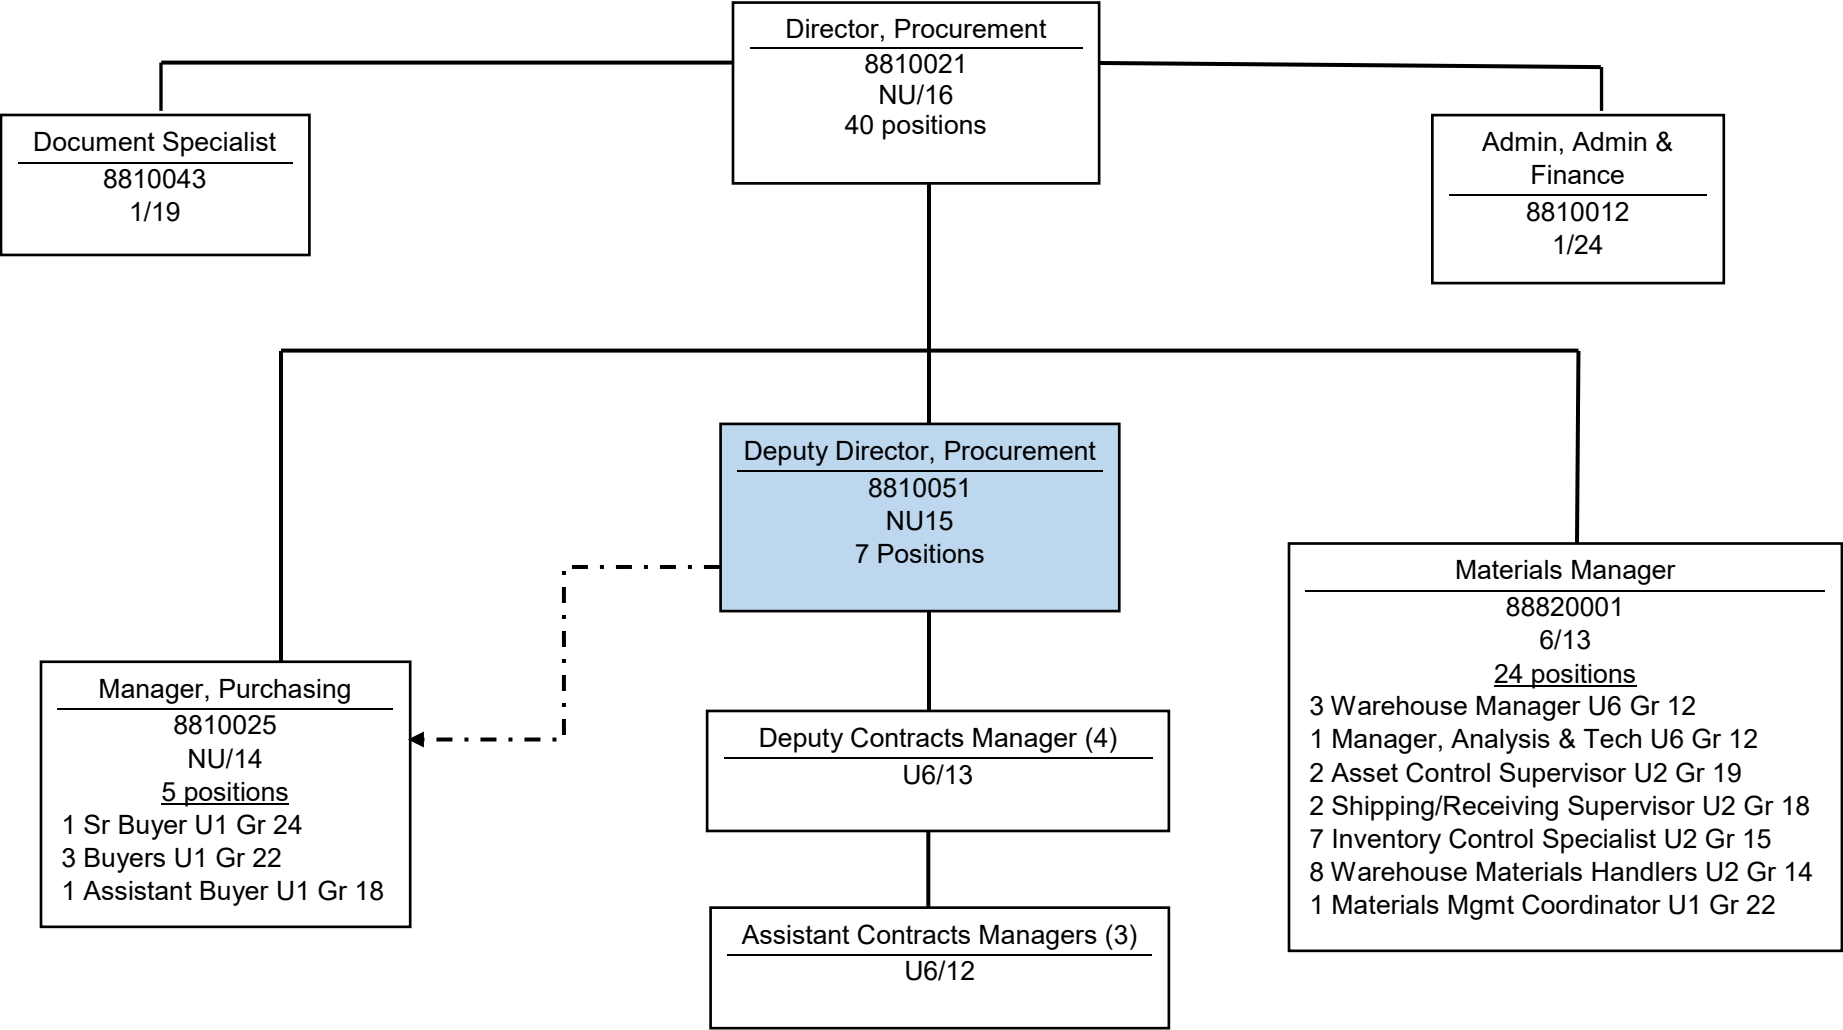 Director, Procurement
8810021
NU/16
40 positions
Document Specialist
8810043
1/19
Admin, Admin &
Finance
8810012
1/24
Deputy Director, Procurement
8810051
NU15
7 Positions
Manager, Purchasing
8810025
NU/14
5 positions
1 Sr Buyer U1 Gr 24
3 Buyers U1 Gr 22
1 Assistant Buyer U1 Gr 18
Deputy Contracts Manager (4)
U6/13
Assistant Contracts Managers (3)
U6/12
Materials Manager
88820001
6/13
24 positions
3 Warehouse Manager U6 Gr 12
1 Manager, Analysis & Tech U6 Gr 12
2 Asset Control Supervisor U2 Gr 19
2 Shipping/Receiving Supervisor U2 Gr 18
7 Inventory Control Specialist U2 Gr 15
8 Warehouse Materials Handlers U2 Gr 14
1 Materials Mgmt Coordinator U1 Gr 22